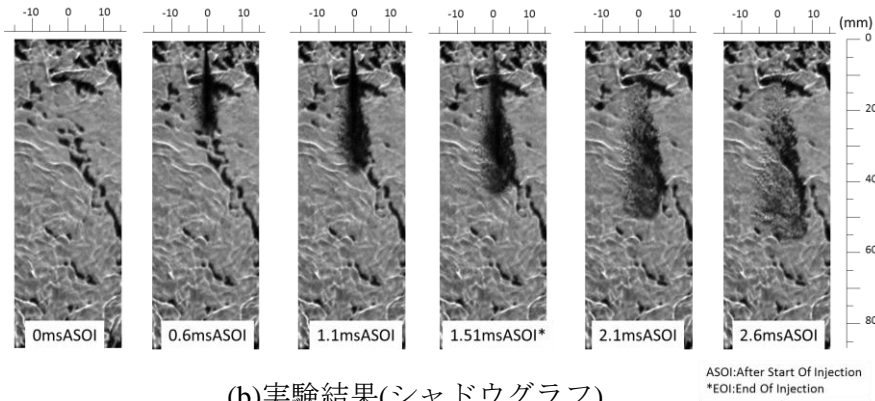 -10 0 10 -10 0 10 -10 0 10 -10 0 10 -10 0 10 -10 0 10 (mm)
0
20
40
60
80
0msASOI 0.6msASOI 1.1msASOI 1.51msASOI* 2.1msASOI 2.6msASOI
ASOI:After Start Of Injection
*EOI:End Of Injection
(b)実験結果(シャドウグラフ)